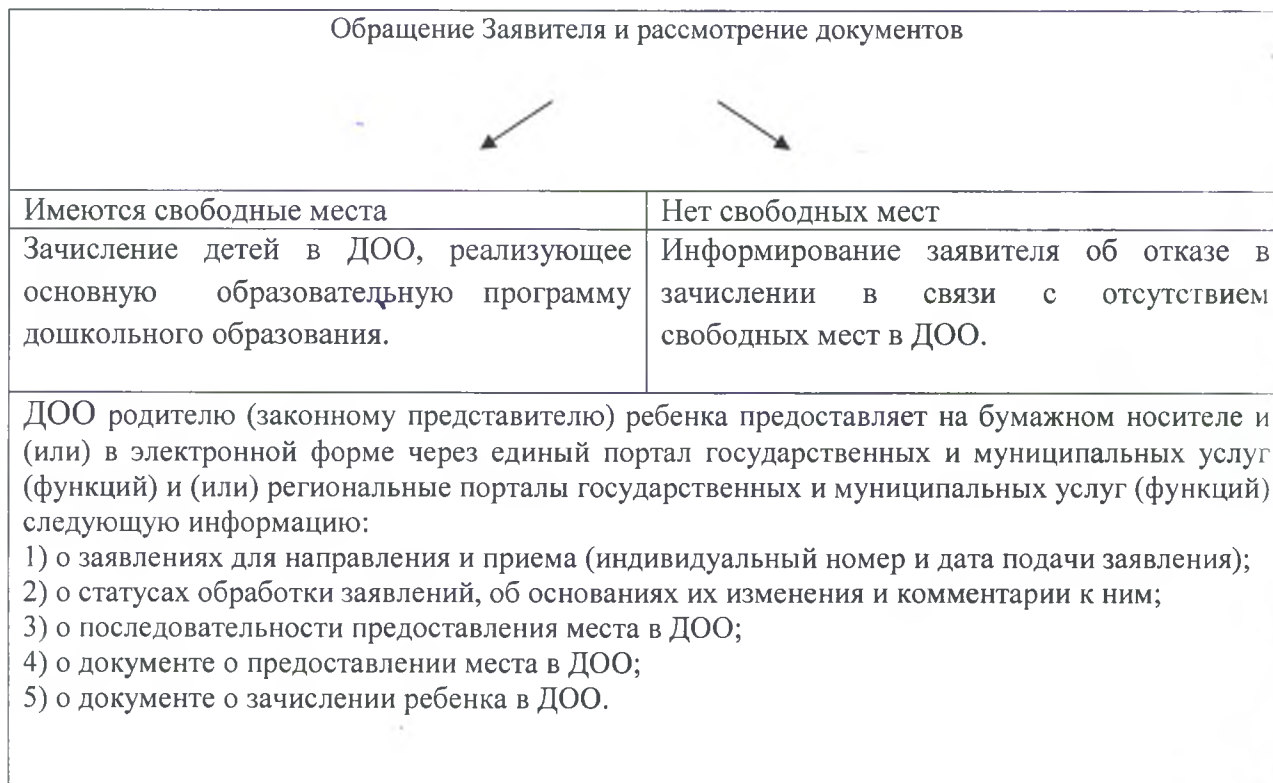 Обращение Заявителя и рассмотрение документов
Имеются свободные места
Нет свободных мест
Зачисление детей в ДОО, реализующее
основную образовательную программу
дошкольного образования.
Информирование заявителя об отказе в
зачислении в связи с отсутствием
свободных мест в ДОО.
ДОО родителю (законному представителю) ребенка предоставляет на бумажном носителе и
(или) в электронной форме через единый портал государственных и муниципальных услуг
(функций) и (или) региональные порталы государственных и муниципальных услуг (функций)
следующую информацию:
1) о заявлениях для направления и приема (индивидуальный номер и дата подачи заявления);
2) о статусах обработки заявлений, об основаниях их изменения и комментарии к ним;
3) о последовательности предоставления места в ДОО;
4) о документе о предоставлении места в ДОО;
5) о документе о зачислении ребенка в ДОО.